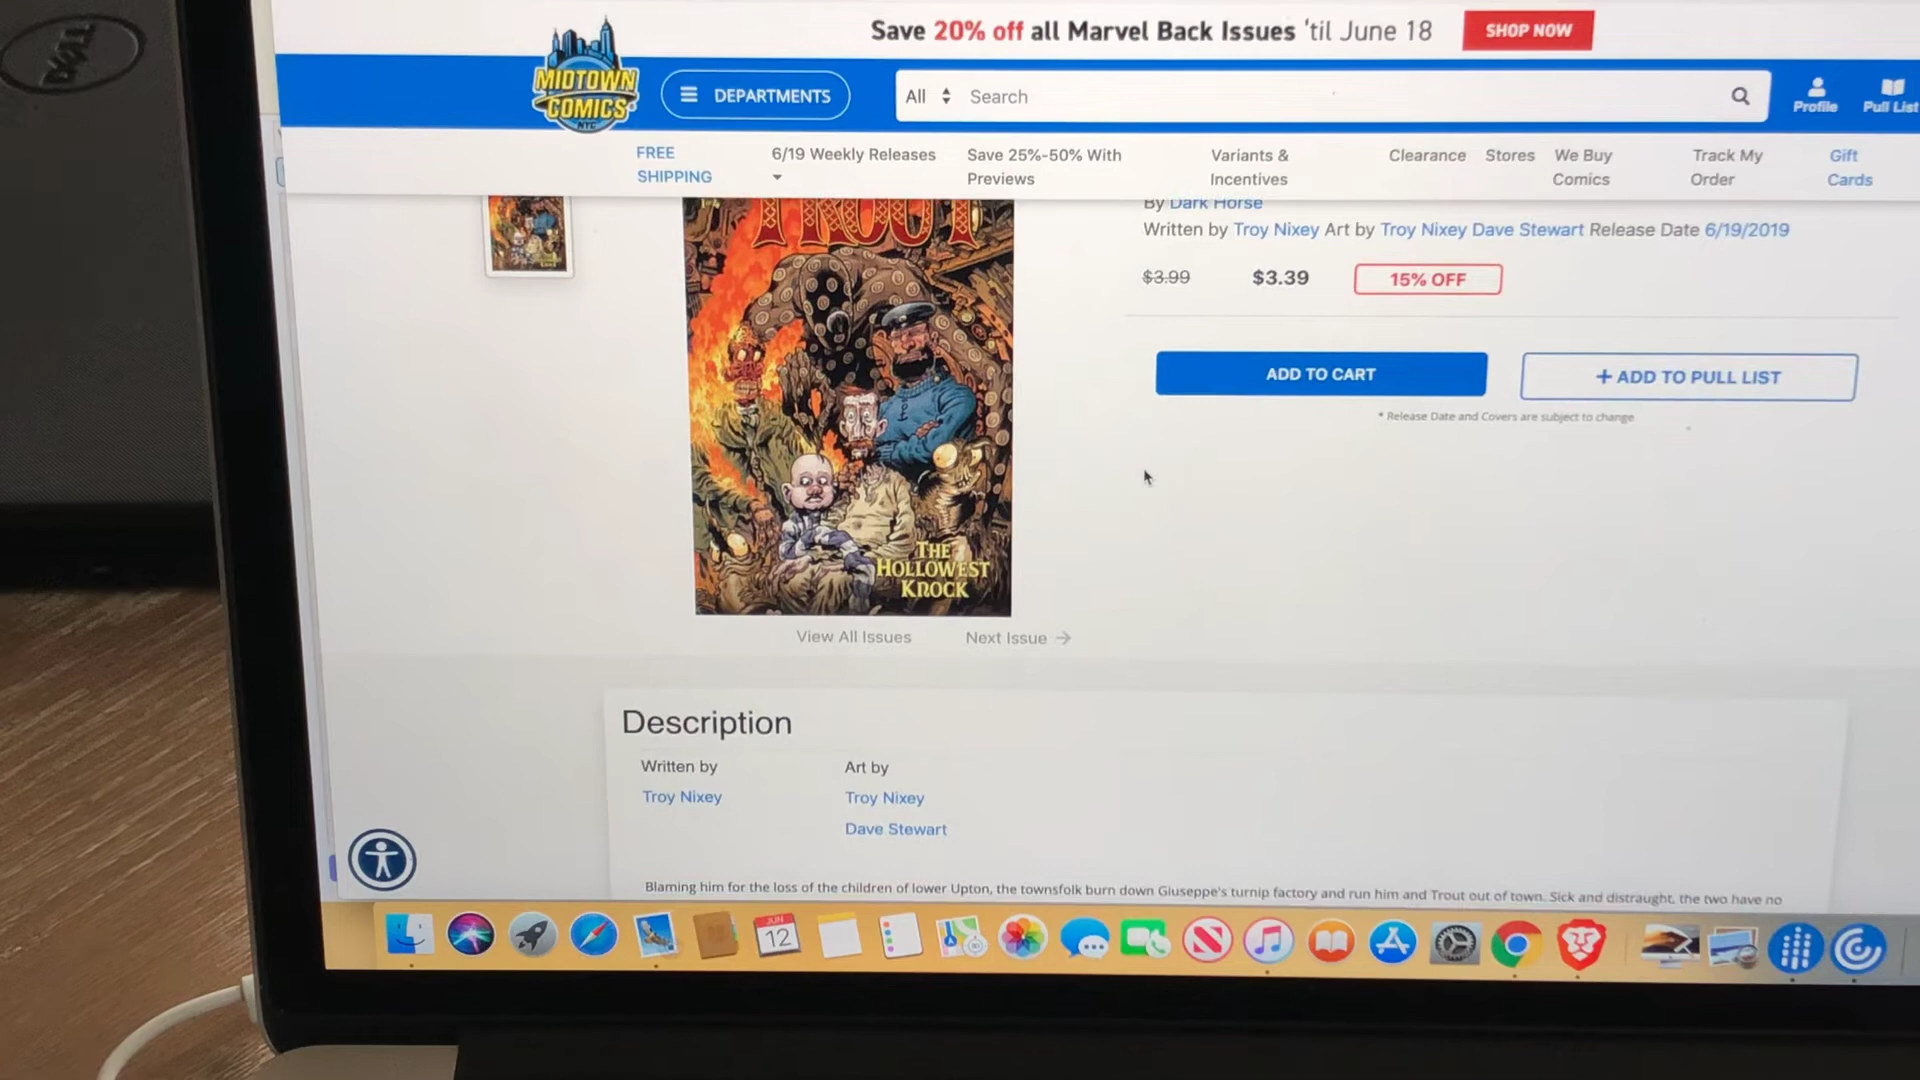 DELL
Save 20% off all Marvel Back Issues 'til June 18
SHOP NOW
MIDTOWN
COMICS
NYC
DEPARTMENTS
All
Search
Profile
Pull List
FREE
SHIPPING
6/19 Weekly Releases
Save 25%-50% With
Previews
Variants &
Incentives
Clearance
Stores
We Buy
Comics
Track My
Order
Gift
Cards
TROUT
THE
HOLLOWEST
KNOCK
By Dark Horse
Written by Troy Nixey Art by Troy Nixey Dave Stewart Release Date 6/19/2019
$3.99
$3.39
15% OFF
ADD TO CART
+ ADD TO PULL LIST
* Release Date and Covers are subject to change
View All Issues
Next Issue →
Description
Written by
Troy Nixey
Art by
Troy Nixey
Dave Stewart
Blaming him for the loss of the children of lower Upton, the townsfolk burn down Giuseppe's turnip factory and run him and Trout out of town. Sick and distraught, the two have no
JUN
12